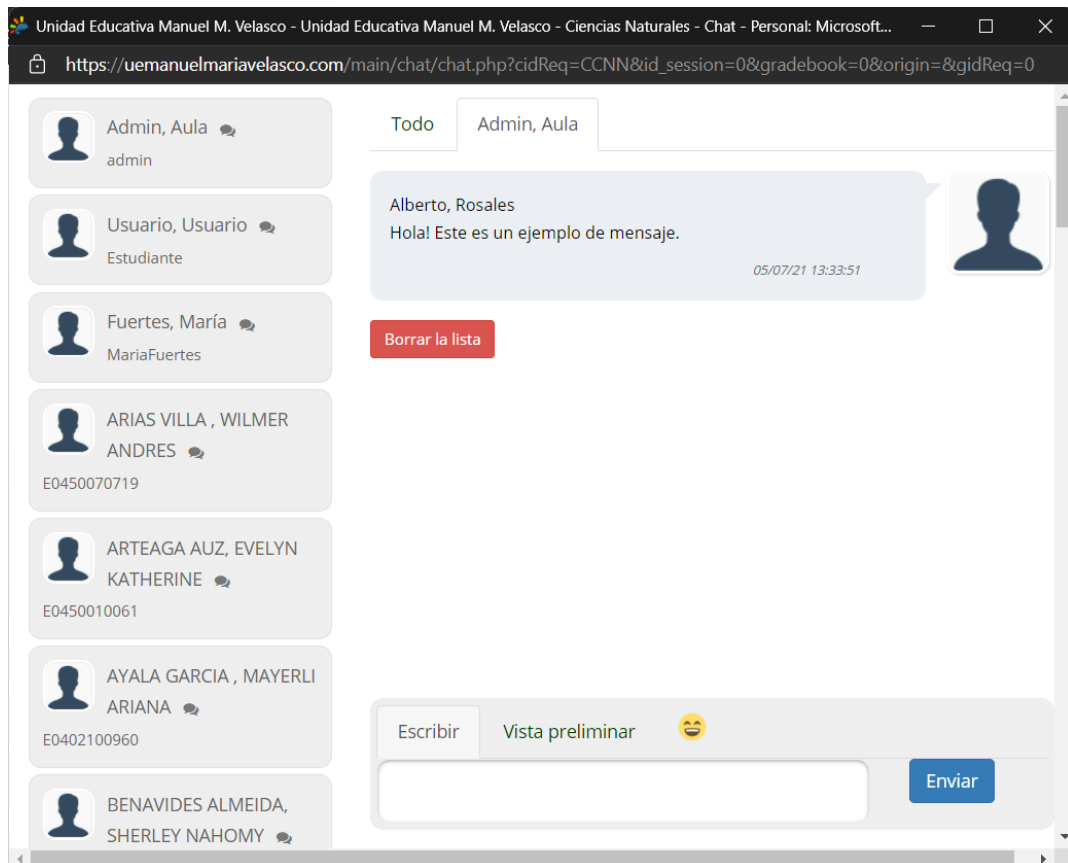 Unidad Educativa Manuel M. Velasco - Unidad Educativa Manuel M. Velasco - Ciencias Naturales - Chat - Personal: Microsoft...
https://uemanuelmariavelasco.com/main/chat/chat.php?cidReq=CCNN&id_session=0&gradebook=0&origin=&gidReq=0
Admin, Aula
admin
Usuario, Usuario
Estudiante
Fuertes, María
MariaFuertes
ARIAS VILLA , WILMER
ANDRES
E0450070719
ARTEAGA AUZ, EVELYN
KATHERINE
E0450010061
AYALA GARCIA , MAYERLI
ARIANA
E0402100960
BENAVIDES ALMEIDA,
SHERLEY NAHOMY
Todo Admin, Aula
Alberto, Rosales
Hola! Este es un ejemplo de mensaje.
05/07/21 13:33:51
Borrar la lista
Escribir Vista preliminar
Enviar